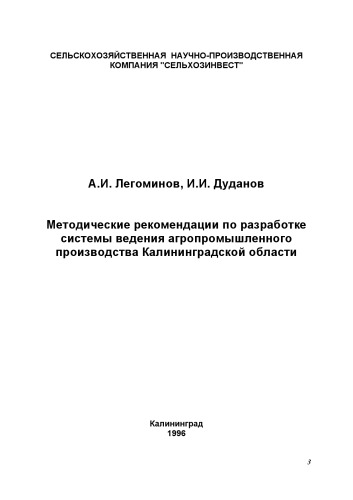 СЕЛЬСКОХОЗЯЙСТВЕННАЯ НАУЧНО-ПРОИЗВОДСТВЕННАЯ
КОМПАНИЯ "СЕЛЬХОЗИНВЕСТ"
А.И. Легоминов, И.И. Дуданов
Методические рекомендации по разработке
системы ведения агропромышленного
производства Калининградской области
Калининград
1996
3